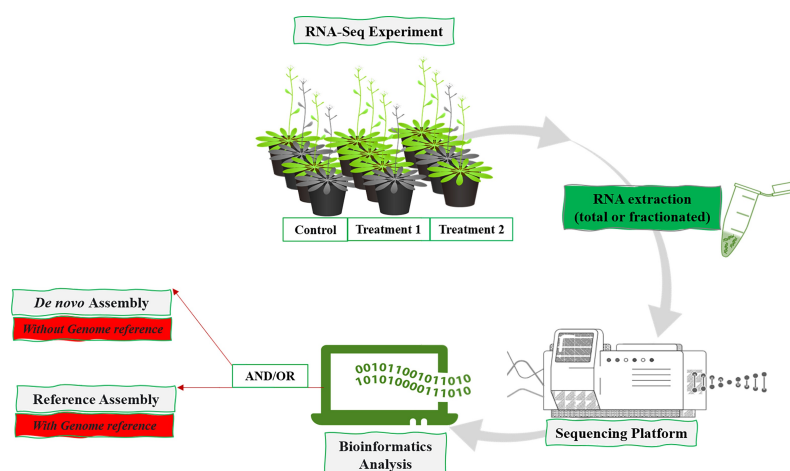 RNA-Seq Experiment
Control
Treatment 1
Treatment 2
RNA extraction
(total or fractionated)
Sequencing Platform
001011001011010
101010000111010
Bioinformatics
Analysis
AND/OR
De novo Assembly
Without Genome reference
Reference Assembly
With Genome reference